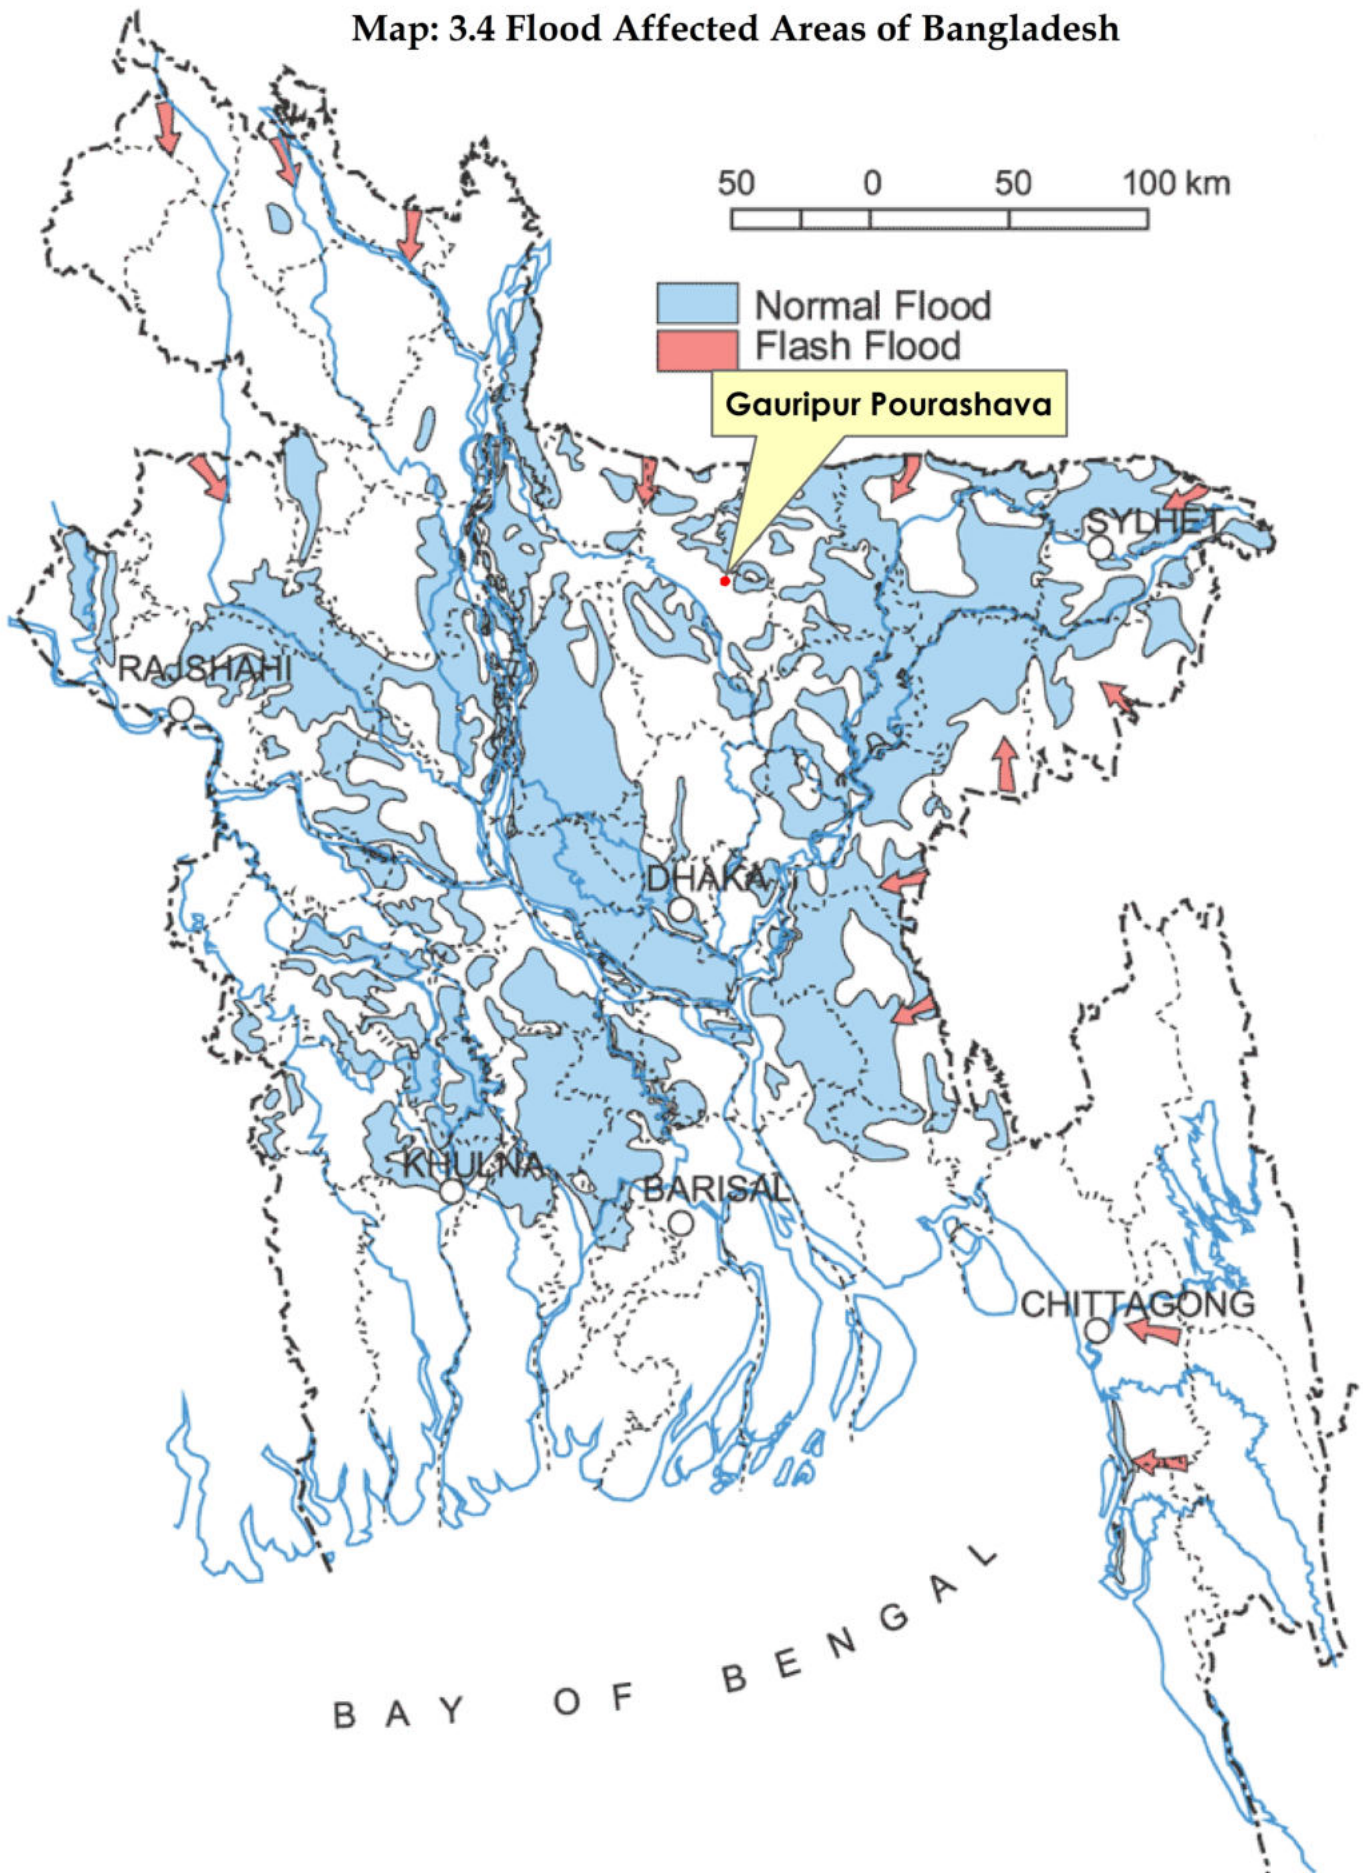 Map: 3.4 Flood Affected Areas of Bangladesh
50 0 50 100 km
Normal Flood
Flash Flood
Gauripur Pourashava
SYLHET
RAJSHAHI
DHAKA
KHULNA
BARISAL
CHITTAGONG
BAY OF BENGAL